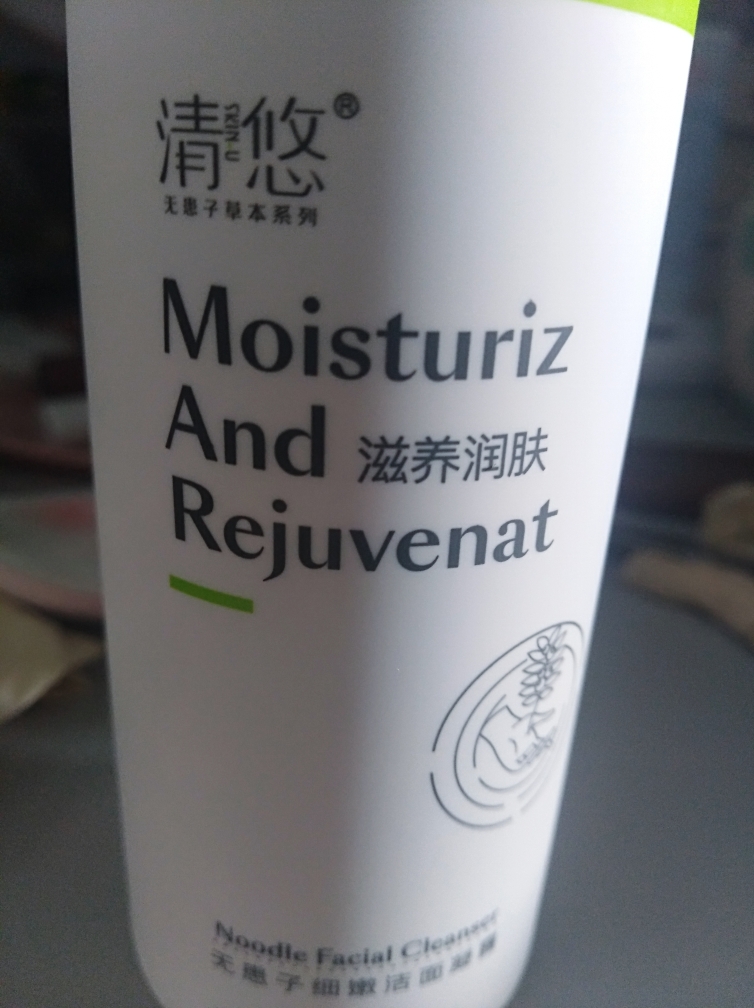 清悠®
SKIN U
无患子草本系列
Moisturiz
And 滋养润肤
Rejuvenat
Noodle Facial Cleanser
无患子细嫩洁面凝露